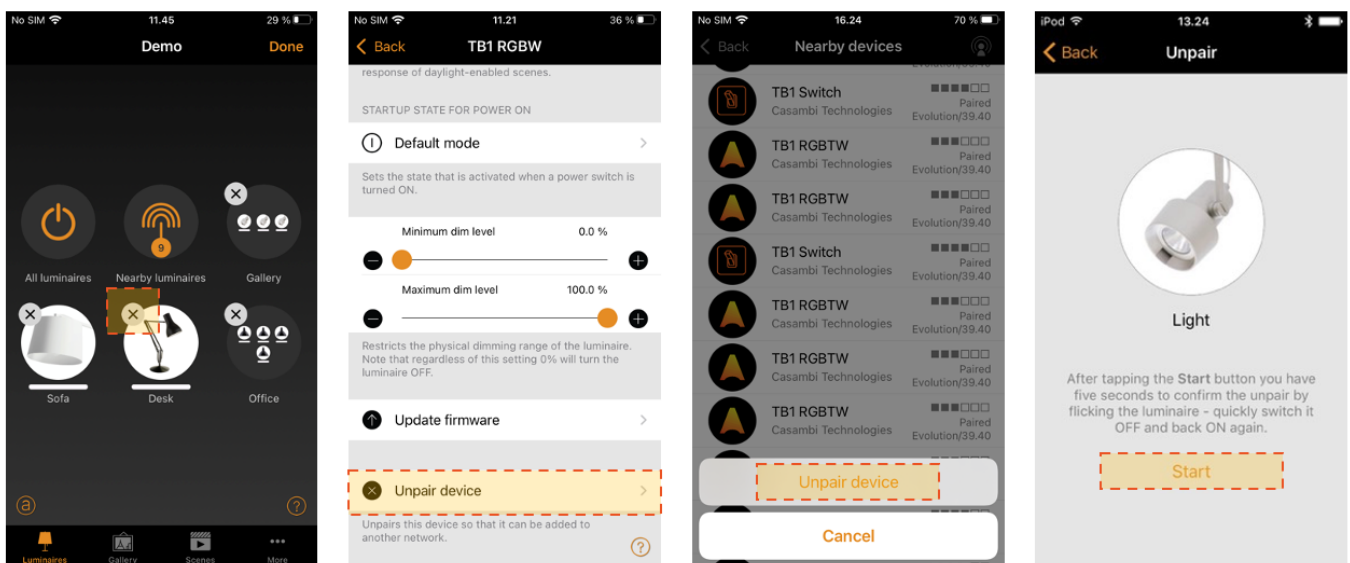 No SIM 11.45 29 %
Demo Done
9
All luminaires Nearby luminaires Gallery
Sofa Desk Office
a ?
Luminaires Gallery Scenes More
No SIM 11.21 36 %
Back TB1 RGBW
response of daylight-enabled scenes.
STARTUP STATE FOR POWER ON
Default mode
Sets the state that is activated when a power switch is
turned ON.
Minimum dim level 0.0 %
Maximum dim level 100.0 %
Restricts the physical dimming range of the luminaire.
Note that regardless of this setting 0% will turn the
luminaire OFF.
Update firmware
Unpair device
Unpairs this device so that it can be added to
another network.
?
No SIM 16.24 70 %
Back Nearby devices
TB1 Switch
Casambi Technologies
Paired
Evolution/39.40
TB1 RGBTW
Casambi Technologies
Paired
Evolution/39.40
TB1 RGBTW
Casambi Technologies
Paired
Evolution/39.40
TB1 Switch
Casambi Technologies
Paired
Evolution/39.40
TB1 RGBTW
Casambi Technologies
Paired
Evolution/39.40
TB1 RGBTW
Casambi Technologies
Paired
Evolution/39.40
TB1 RGBTW
Casambi Technologies
Paired
Evolution/39.40
Unpair device
Cancel
iPod 13.24
Back Unpair
Light
After tapping the Start button you have
five seconds to confirm the unpair by
flicking the luminaire - quickly switch it
OFF and back ON again.
Start